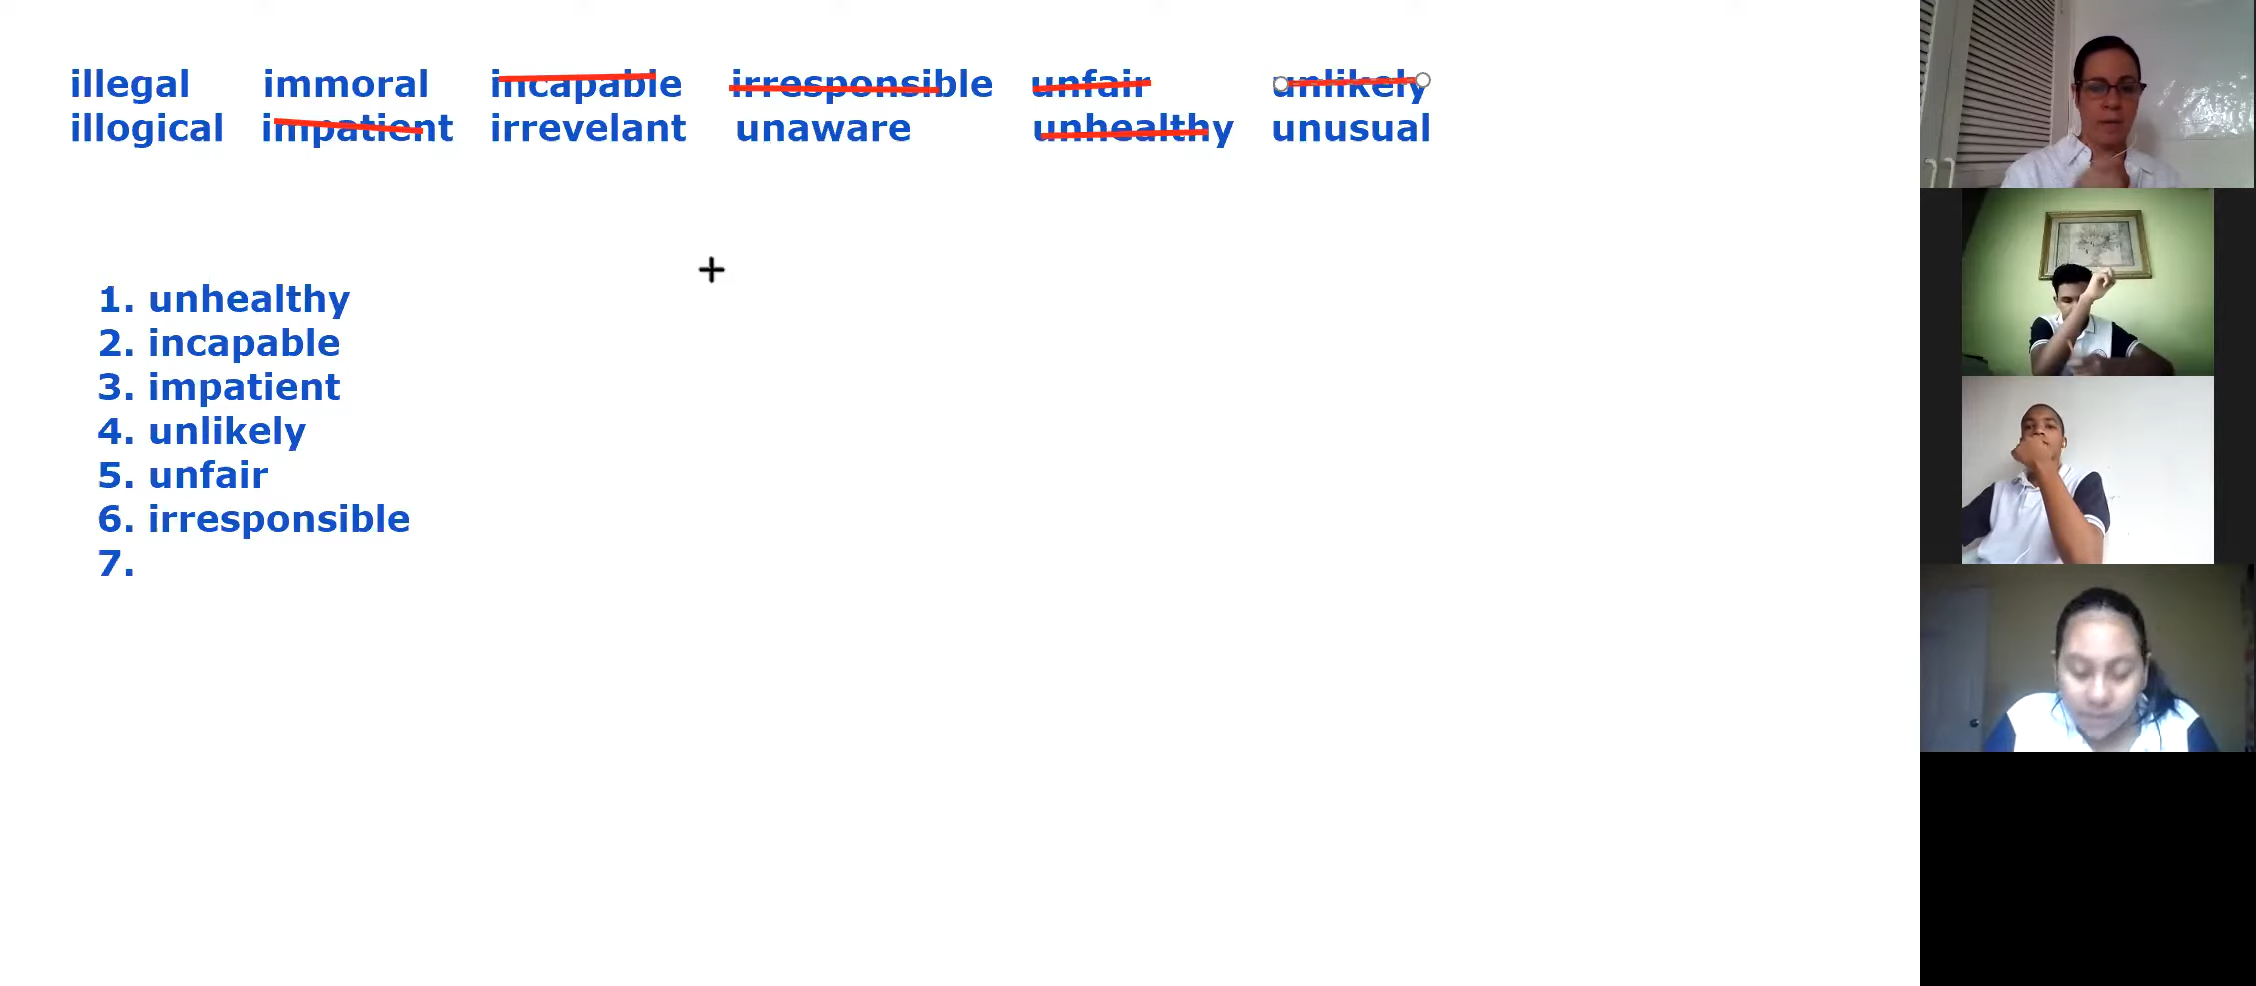 illegal immoral incapable irresponsible unfair unlikely
illogical impatient irrevelant unaware unhealthy unusual
1. unhealthy
2. incapable
3. impatient
4. unlikely
5. unfair
6. irresponsible
7.